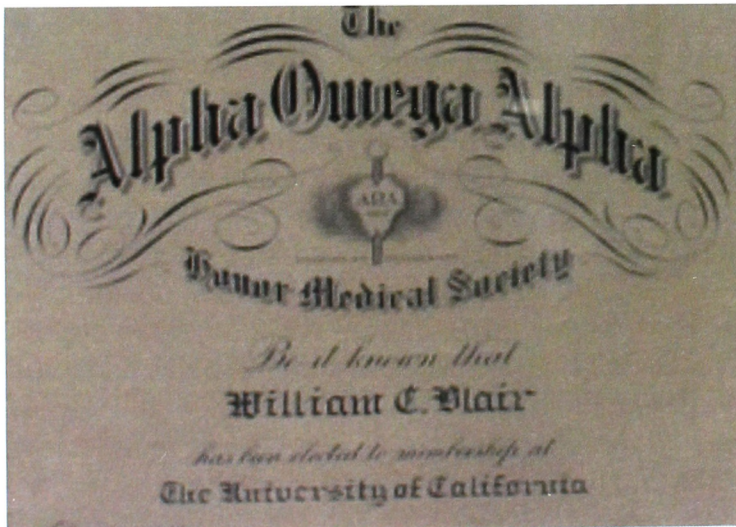 The
Alpha Omega Alpha
ΑΩΑ
Honor Medical Society
Be it known that
William C. Blair
has been elected to membership at
The University of California